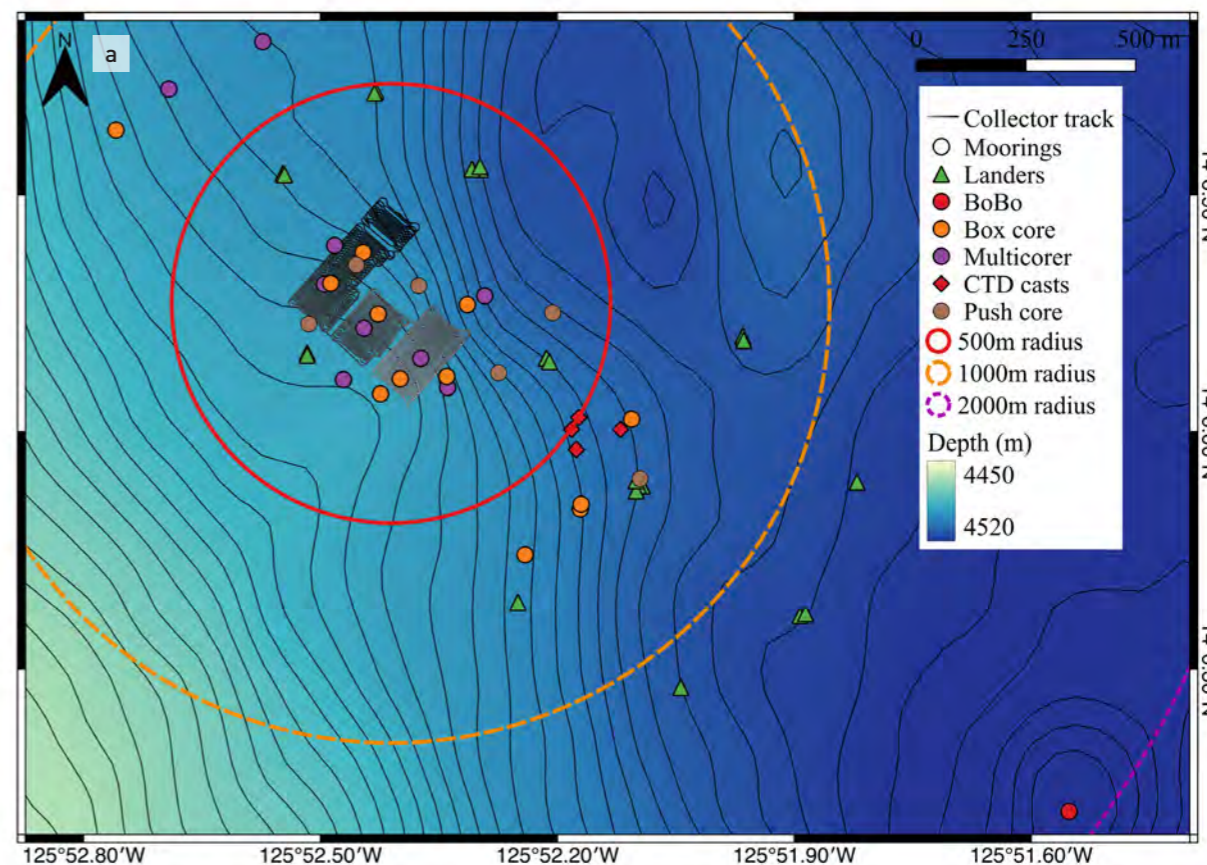 N
a
0 250 500 m
Collector track
Moorings
Landers
BoBo
Box core
Multicorer
CTD casts
Push core
500m radius
1000m radius
2000m radius
Depth (m)
4450
4520
125°52.80'W 125°52.50'W 125°52.20'W 125°51.90'W 125°51.60'W